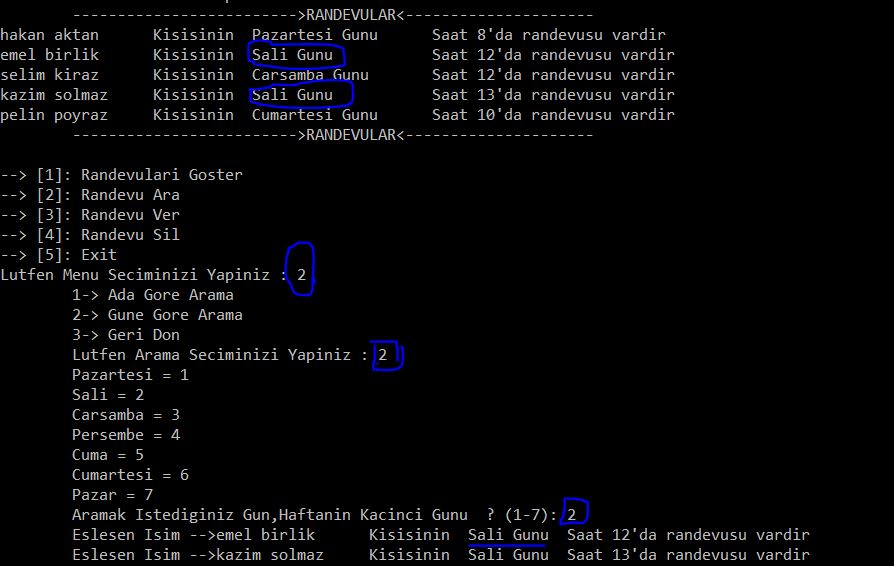 ------------------------->RANDEVULAR<---------------------
hakan aktan      Kisisinin  Pazartesi Gunu      Saat 8'da randevusu vardir
emel birlik      Kisisinin  Sali Gunu           Saat 12'da randevusu vardir
selim kiraz      Kisisinin  Carsamba Gunu       Saat 12'da randevusu vardir
kazim solmaz     Kisisinin  Sali Gunu           Saat 13'da randevusu vardir
pelin poyraz     Kisisinin  Cumartesi Gunu      Saat 10'da randevusu vardir
------------------------->RANDEVULAR<---------------------
--> [1]: Randevulari Goster
--> [2]: Randevu Ara
--> [3]: Randevu Ver
--> [4]: Randevu Sil
--> [5]: Exit
Lutfen Menu Seciminizi Yapiniz : 2
1-> Ada Gore Arama
2-> Gune Gore Arama
3-> Geri Don
Lutfen Arama Seciminizi Yapiniz : 2
Pazartesi = 1
Sali = 2
Carsamba = 3
Persembe = 4
Cuma = 5
Cumartesi = 6
Pazar = 7
Aramak Istediginiz Gun,Haftanin Kacinci Gunu  ? (1-7): 2
Eslesen Isim -->emel birlik      Kisisinin  Sali Gunu  Saat 12'da randevusu vardir
Eslesen Isim -->kazim solmaz     Kisisinin  Sali Gunu  Saat 13'da randevusu vardir